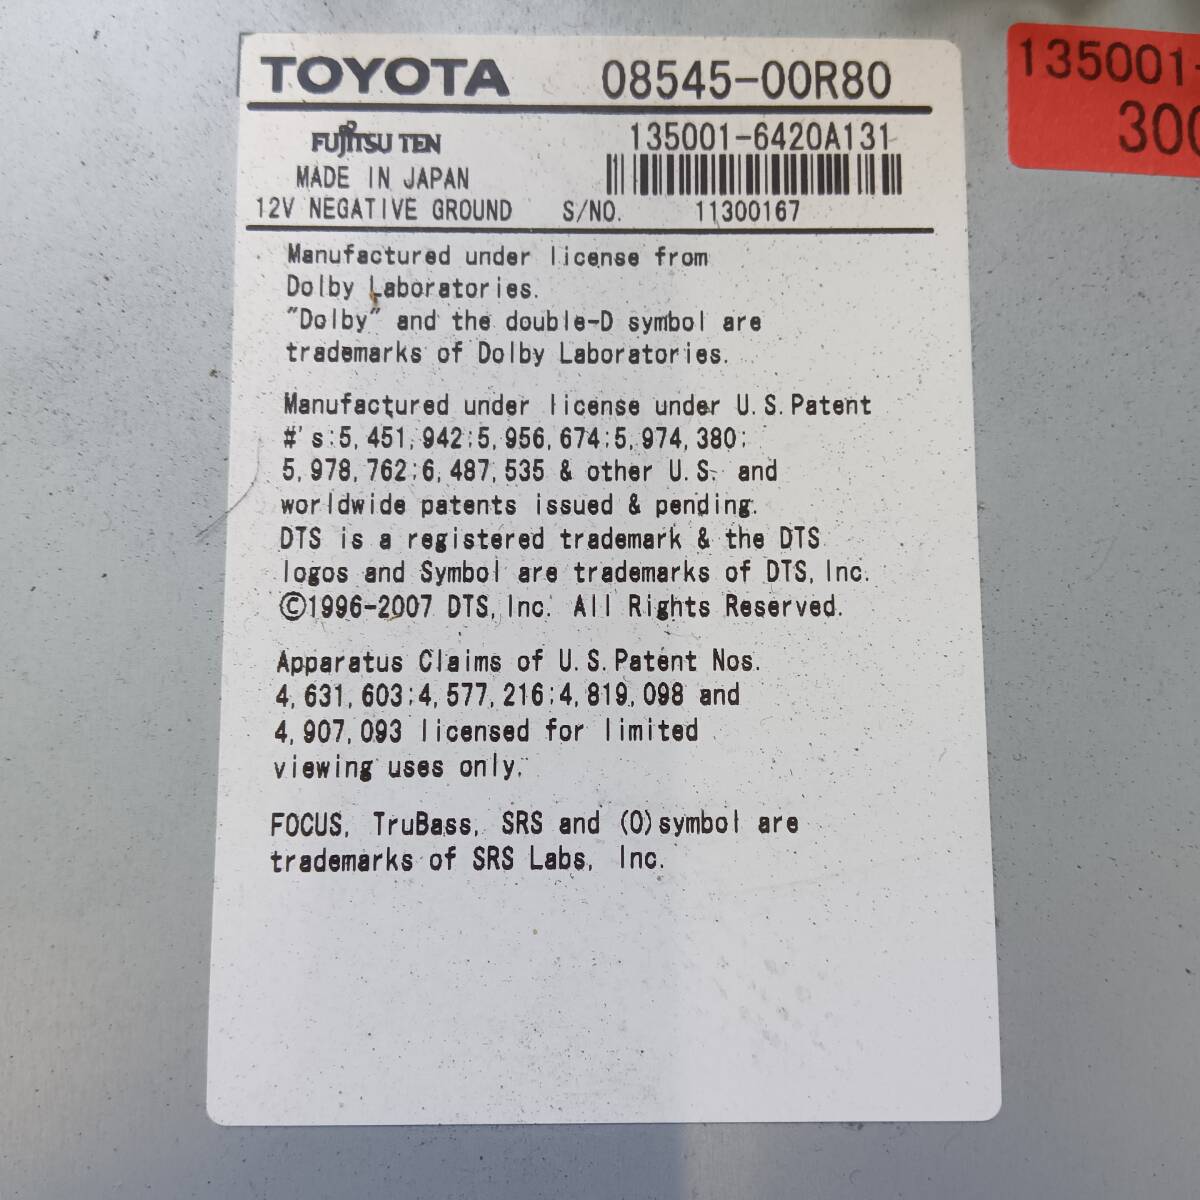 TOYOTA 08545-00R80
FUJITSU TEN 135001-6420A131
MADE IN JAPAN
12V NEGATIVE GROUND S/NO. 11300167
Manufactured under license from
Dolby Laboratories.
"Dolby" and the double-D symbol are
trademarks of Dolby Laboratories.
Manufactured under license under U.S.Patent
#'s:5,451,942;5,956,674;5,974,380;
5,978,762;6,487,535 & other U.S. and
worldwide patents issued & pending.
DTS is a registered trademark & the DTS
logos and Symbol are trademarks of DTS,Inc.
©1996-2007 DTS,Inc. All Rights Reserved.
Apparatus Claims of U.S.Patent Nos.
4,631,603;4,577,216;4,819,098 and
4,907,093 licensed for limited
viewing uses only.
FOCUS, TruBass, SRS and (O)symbol are
trademarks of SRS Labs, Inc.
135001-
300